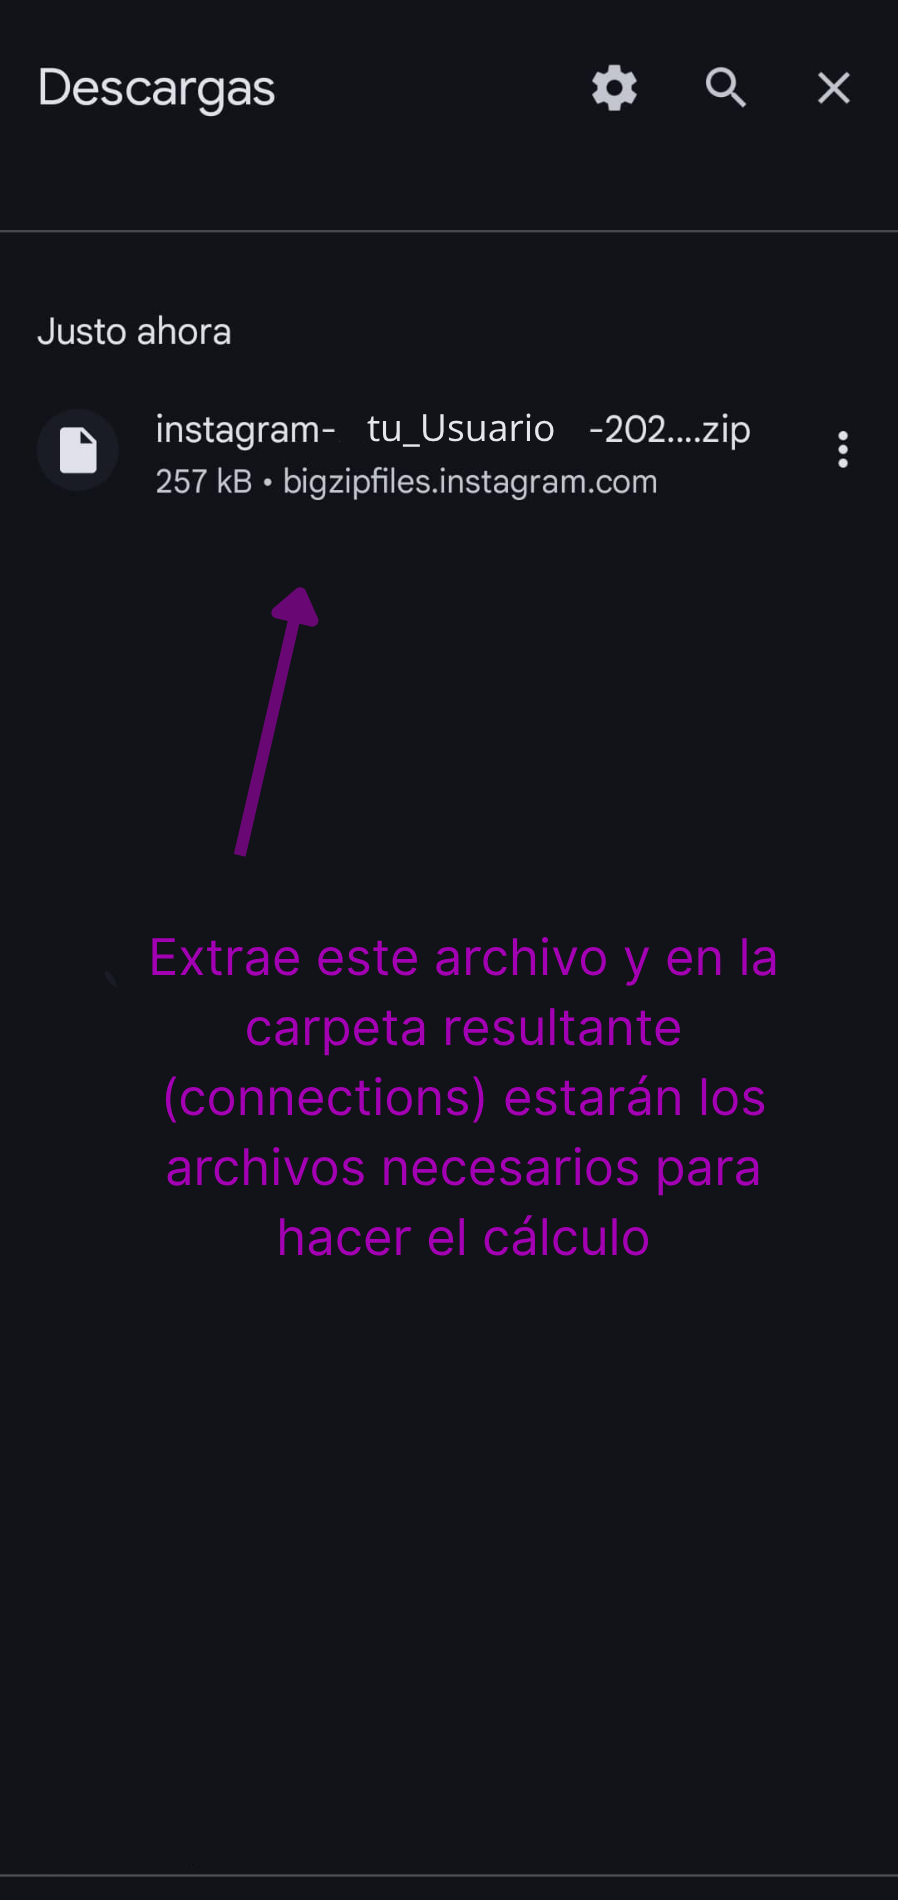 Descargas
Justo ahora
instagram- tu_Usuario -202....zip
257 kB • bigzipfiles.instagram.com
Extrae este archivo y en la
carpeta resultante
(connections) estarán los
archivos necesarios para
hacer el cálculo